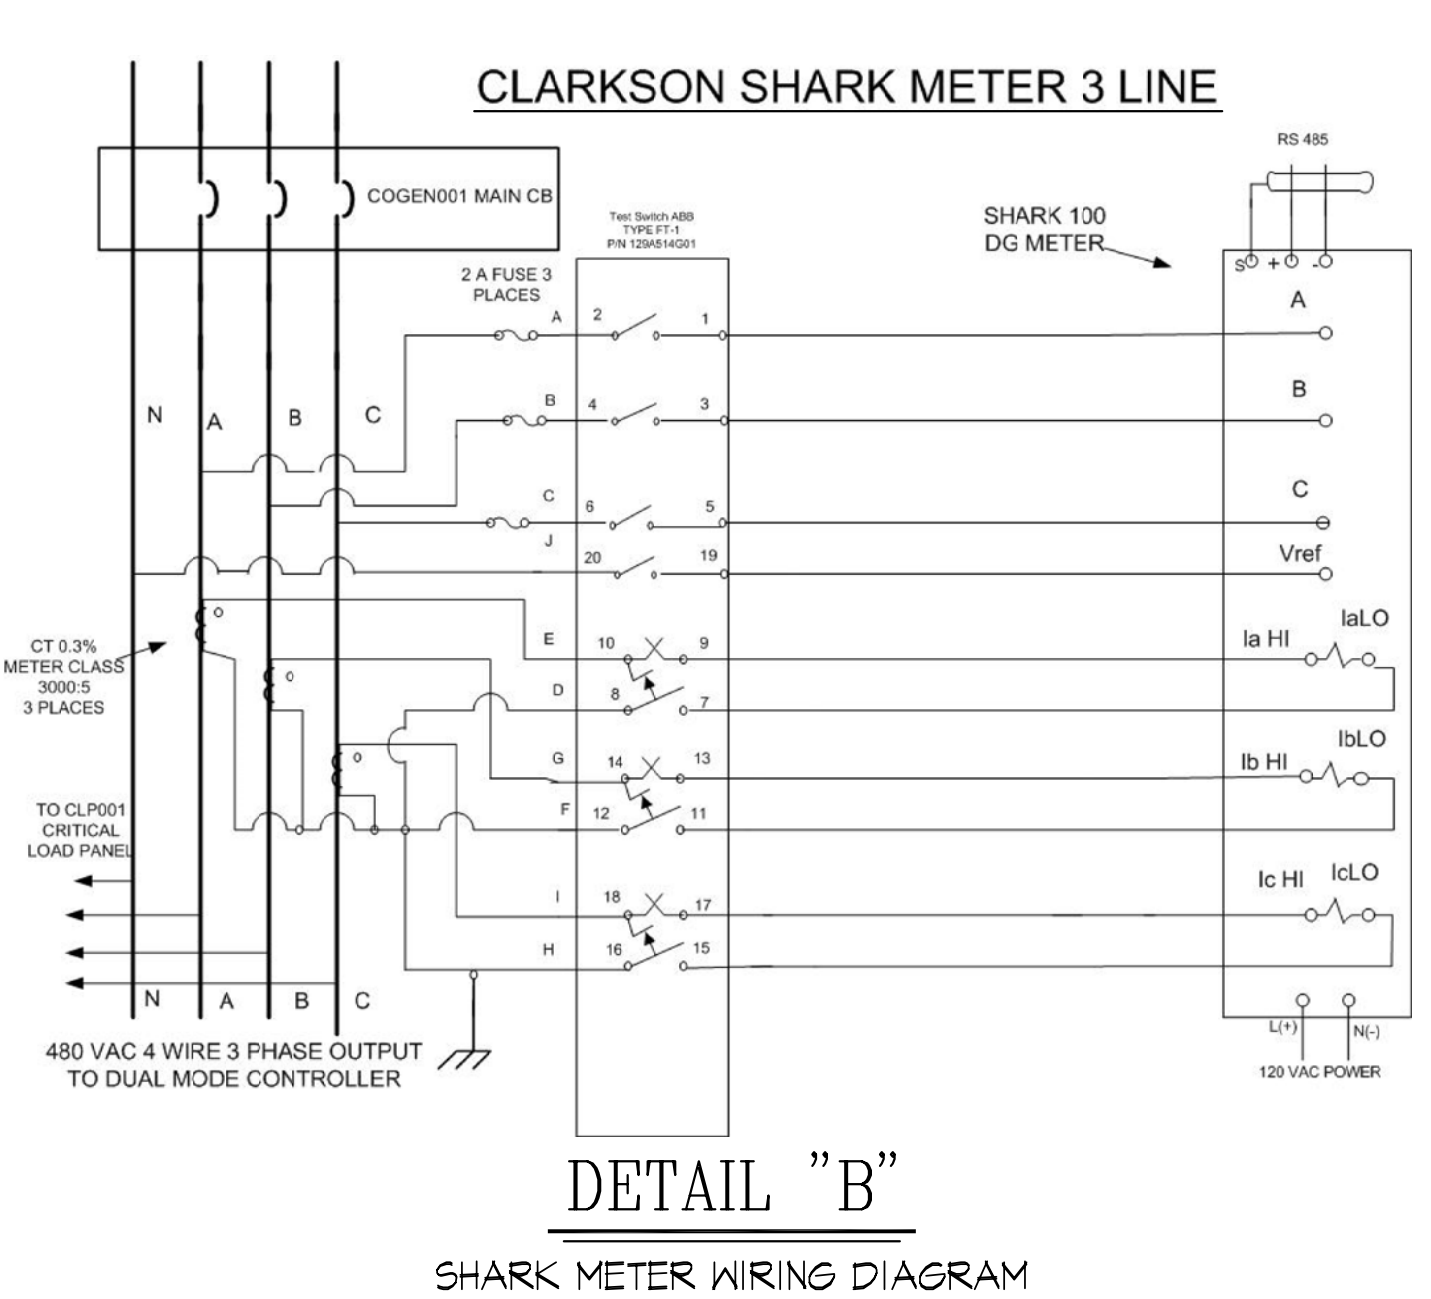 CLARKSON SHARK METER 3 LINE
RS 485
COGEN001 MAIN CB
Test Switch ABB
TYPE FT-1
P/N 129A514G01
SHARK 100
DG METER
S + -
2 A FUSE 3
PLACES
A 2 1 A
N A B C
B 4 3 B
C 6 5 C
J 20 19 Vref
CT 0.3%
METER CLASS
3000:5
3 PLACES
E 10 9 Ia HI IaLO
D 8 7
G 14 13 Ib HI IbLO
F 12 11
TO CLP001
CRITICAL
LOAD PANEL
I 18 17 Ic HI IcLO
H 16 15
N A B C
L(+) N(-)
120 VAC POWER
480 VAC 4 WIRE 3 PHASE OUTPUT
TO DUAL MODE CONTROLLER
DETAIL "B"
SHARK METER WIRING DIAGRAM